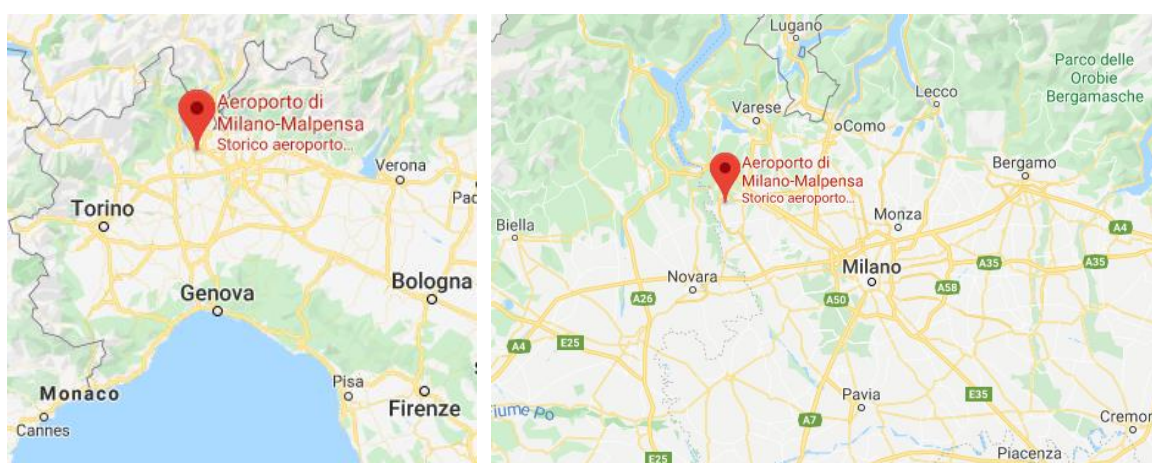 Aeroporto di
Milano-Malpensa
Storico aeroporto...
Verona
Torino
Bologna
Genova
Pisa
Monaco
Firenze
Cannes
Lugano
Parco delle
Orobie
Bergamasche
Lecco
Varese
Como
Aeroporto di
Milano-Malpensa
Storico aeroporto...
Bergamo
Biella
Monza
A4
Novara
Milano
A35
A35
A26
A50
A58
A4
E25
Pavia
E35
A7
Piacenza
E25